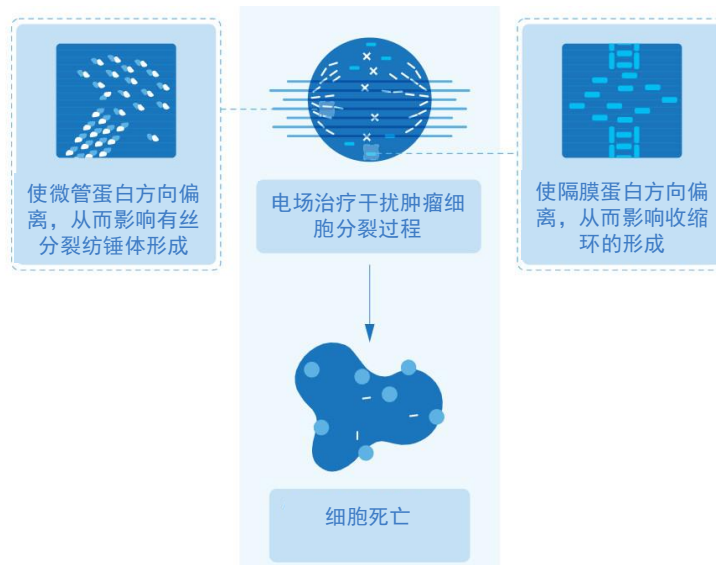 使微管蛋白方向偏
离，从而影响有丝
分裂纺锤体形成
电场治疗干扰肿瘤细
胞分裂过程
使隔膜蛋白方向偏
离，从而影响收缩
环的形成
细胞死亡